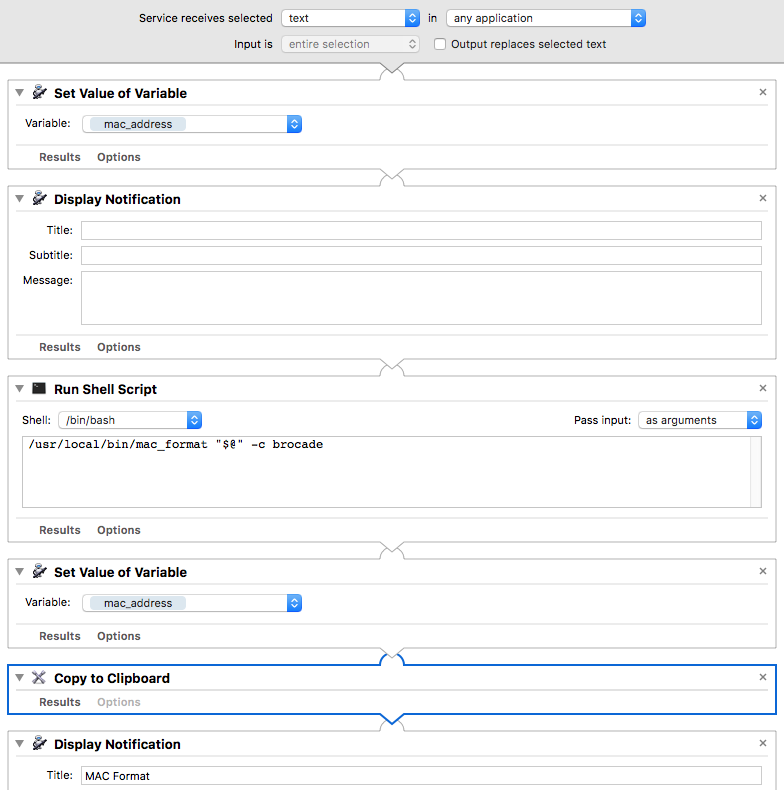 Service receives selected text in any application
Input is entire selection Output replaces selected text
Set Value of Variable
Variable: mac_address
Results Options
Display Notification
Title:
Subtitle:
Message:
Results Options
Run Shell Script
Shell: /bin/bash Pass input: as arguments
/usr/local/bin/mac_format "$@" -c brocade
Results Options
Set Value of Variable
Variable: mac_address
Results Options
Copy to Clipboard
Results Options
Display Notification
Title: MAC Format